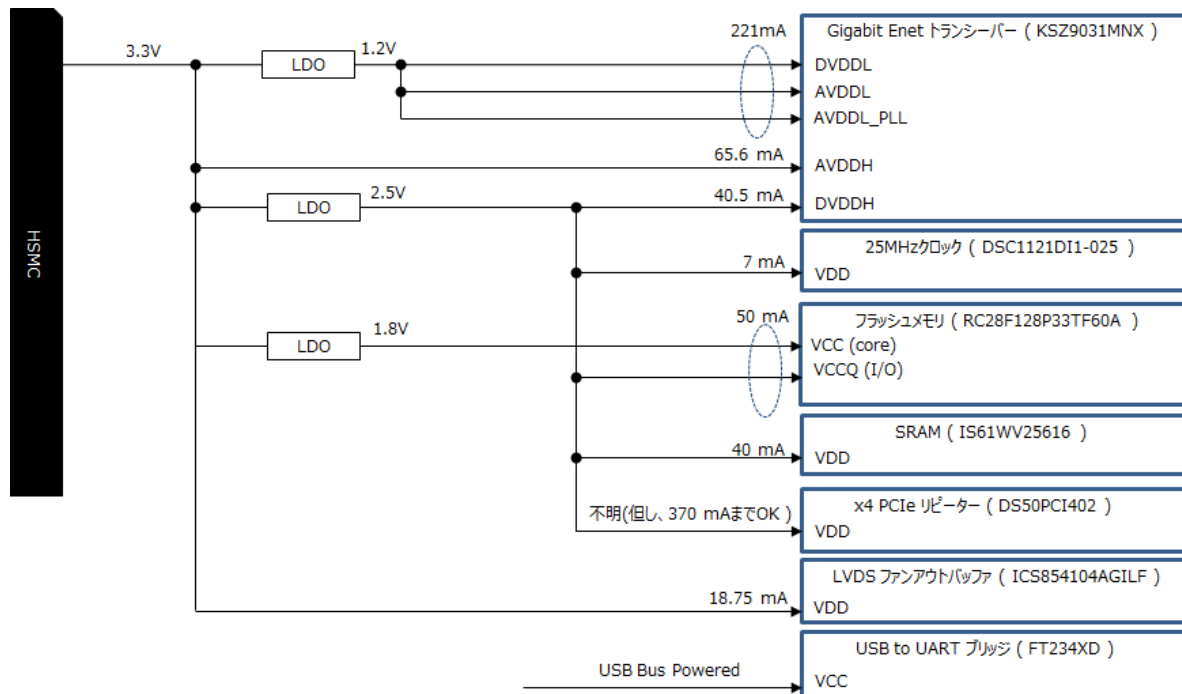 HSMC
3.3V
LDO
1.2V
221mA
Gigabit Enet トランシーバー ( KSZ9031MNX )
DVDDL
AVDDL
AVDDL_PLL
65.6 mA
AVDDH
LDO
2.5V
40.5 mA
DVDDH
25MHzクロック ( DSC1121DI1-025 )
7 mA
VDD
LDO
1.8V
50 mA
フラッシュメモリ ( RC28F128P33TF60A )
VCC (core)
VCCQ (I/O)
SRAM ( IS61WV25616 )
40 mA
VDD
x4 PCIe リピーター ( DS50PCI402 )
不明(但し、370 mAまでOK )
VDD
LVDS ファンアウトバッファ ( ICS854104AGILF )
18.75 mA
VDD
USB to UART ブリッジ ( FT234XD )
USB Bus Powered
VCC